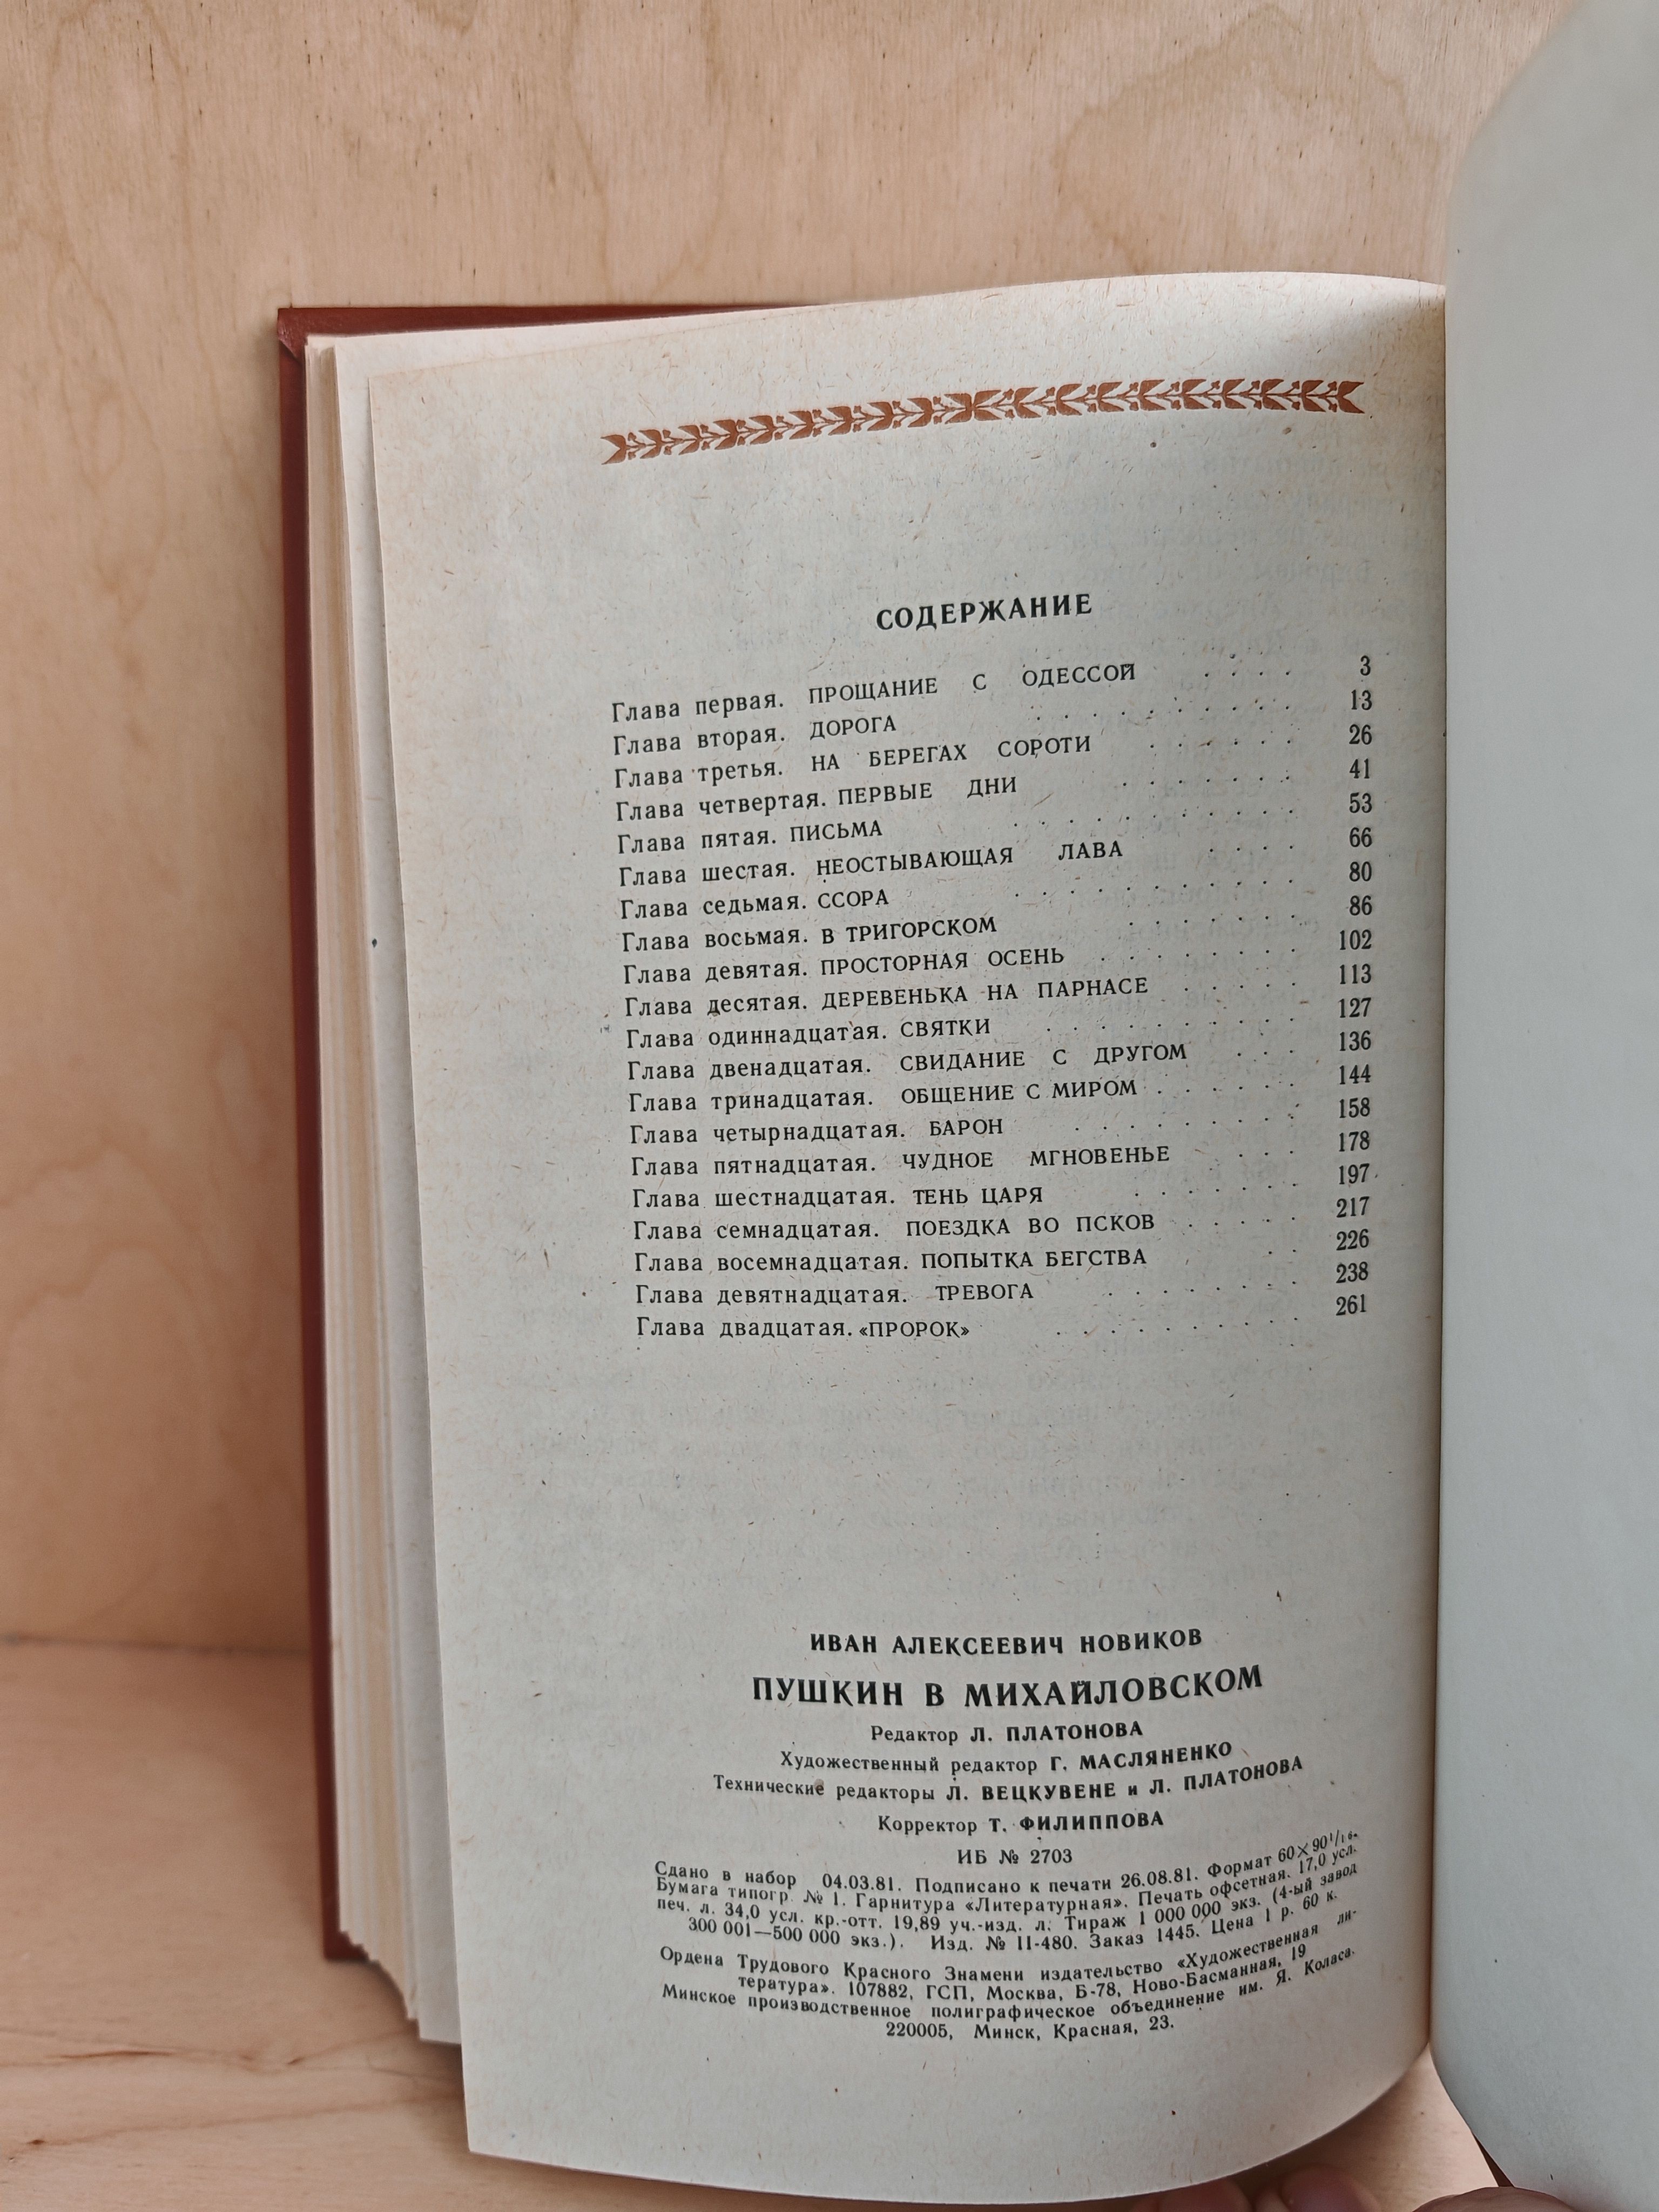 СОДЕРЖАНИЕ
Глава первая. ПРОЩАНИЕ С ОДЕССОЙ . . . . 3
Глава вторая. ДОРОГА . . . . . . . . . . 13
Глава третья. НА БЕРЕГАХ СОРОТИ . . . . . . 26
Глава четвертая. ПЕРВЫЕ ДНИ . . . . . . . 41
Глава пятая. ПИСЬМА . . . . . . . . . . . 53
Глава шестая. НЕОСТЫВАЮЩАЯ ЛАВА . . . . 66
Глава седьмая. ССОРА . . . . . . . . . . . 80
Глава восьмая. В ТРИГОРСКОМ . . . . . . . 86
Глава девятая. ПРОСТОРНАЯ ОСЕНЬ . . . . . . . . 102
Глава десятая. ДЕРЕВЕНЬКА НА ПАРНАСЕ . . . . . 113
Глава одиннадцатая. СВЯТКИ . . . . . . . . . . 127
Глава двенадцатая. СВИДАНИЕ С ДРУГОМ . . . 136
Глава тринадцатая. ОБЩЕНИЕ С МИРОМ . . . . . . 144
Глава четырнадцатая. БАРОН . . . . . . . . . 158
Глава пятнадцатая. ЧУДНОЕ МГНОВЕНЬЕ . . . 178
Глава шестнадцатая. ТЕНЬ ЦАРЯ . . . . . . . 197
Глава семнадцатая. ПОЕЗДКА ВО ПСКОВ . . . . . 217
Глава восемнадцатая. ПОПЫТКА БЕГСТВА . . 226
Глава девятнадцатая. ТРЕВОГА . . . . . . . . 238
Глава двадцатая. «ПРОРОК» . . . . . . . . . . 261
ИВАН АЛЕКСЕЕВИЧ НОВИКОВ
ПУШКИН В МИХАЙЛОВСКОМ
Редактор Л. ПЛАТОНОВА
Художественный редактор Г. МАСЛЯНЕНКО
Технические редакторы Л. ВЕЦКУВЕНЕ и Л. ПЛАТОНОВА
Корректор Т. ФИЛИППОВА
ИБ № 2703
Сдано в набор 04.03.81. Подписано к печати 26.08.81. Формат 60×90¹/₁₆.
Бумага типогр. № 1. Гарнитура «Литературная». Печать офсетная. 17,0 усл.
печ. л. 34,0 усл. кр.-отт. 19,89 уч.-изд. л. Тираж 1 000 000 экз. (4-ый завод
300 001—500 000 экз.). Изд. № II-480. Заказ 1445. Цена 1 р. 60 к.
Ордена Трудового Красного Знамени издательство «Художественная ли-
тература». 107882, ГСП, Москва, Б-78, Ново-Басманная, 19
Минское производственное полиграфическое объединение им. Я. Коласа.
220005, Минск, Красная, 23.